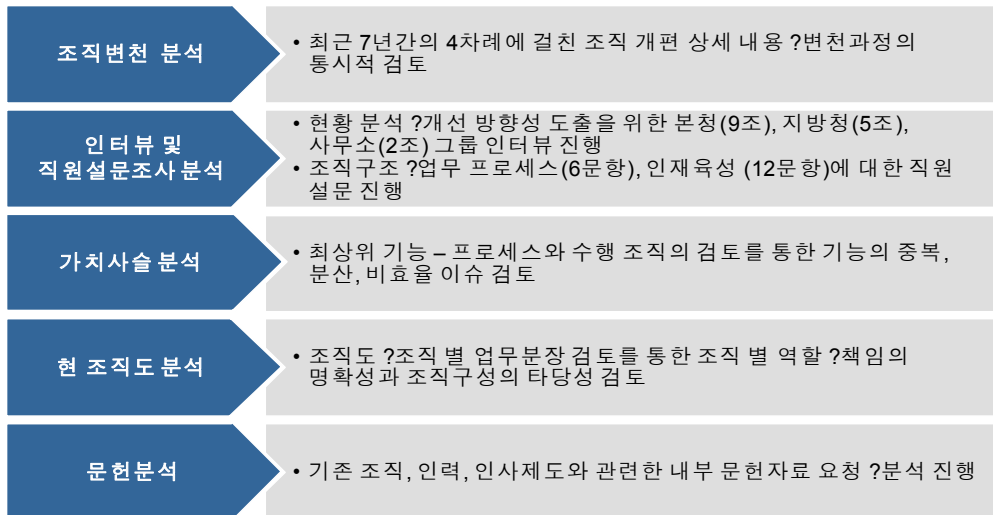 조직변천 분석
• 최근 7년간의 4차례에 걸친 조직 개편 상세 내용 ?변천과정의
통시적 검토
인터뷰 및
직원설문조사 분석
• 현황 분석 ?개선 방향성 도출을 위한 본청(9조), 지방청(5조),
사무소(2조) 그룹 인터뷰 진행
• 조직구조 ?업무 프로세스(6문항), 인재육성 (12문항)에 대한 직원
설문 진행
가치사슬 분석
• 최상위 기능 – 프로세스와 수행 조직의 검토를 통한 기능의 중복,
분산, 비효율 이슈 검토
현 조직도 분석
• 조직도 ?조직 별 업무분장 검토를 통한 조직 별 역할 ?책임의
명확성과 조직구성의 타당성 검토
문헌분석
• 기존 조직, 인력, 인사제도와 관련한 내부 문헌자료 요청 ?분석 진행